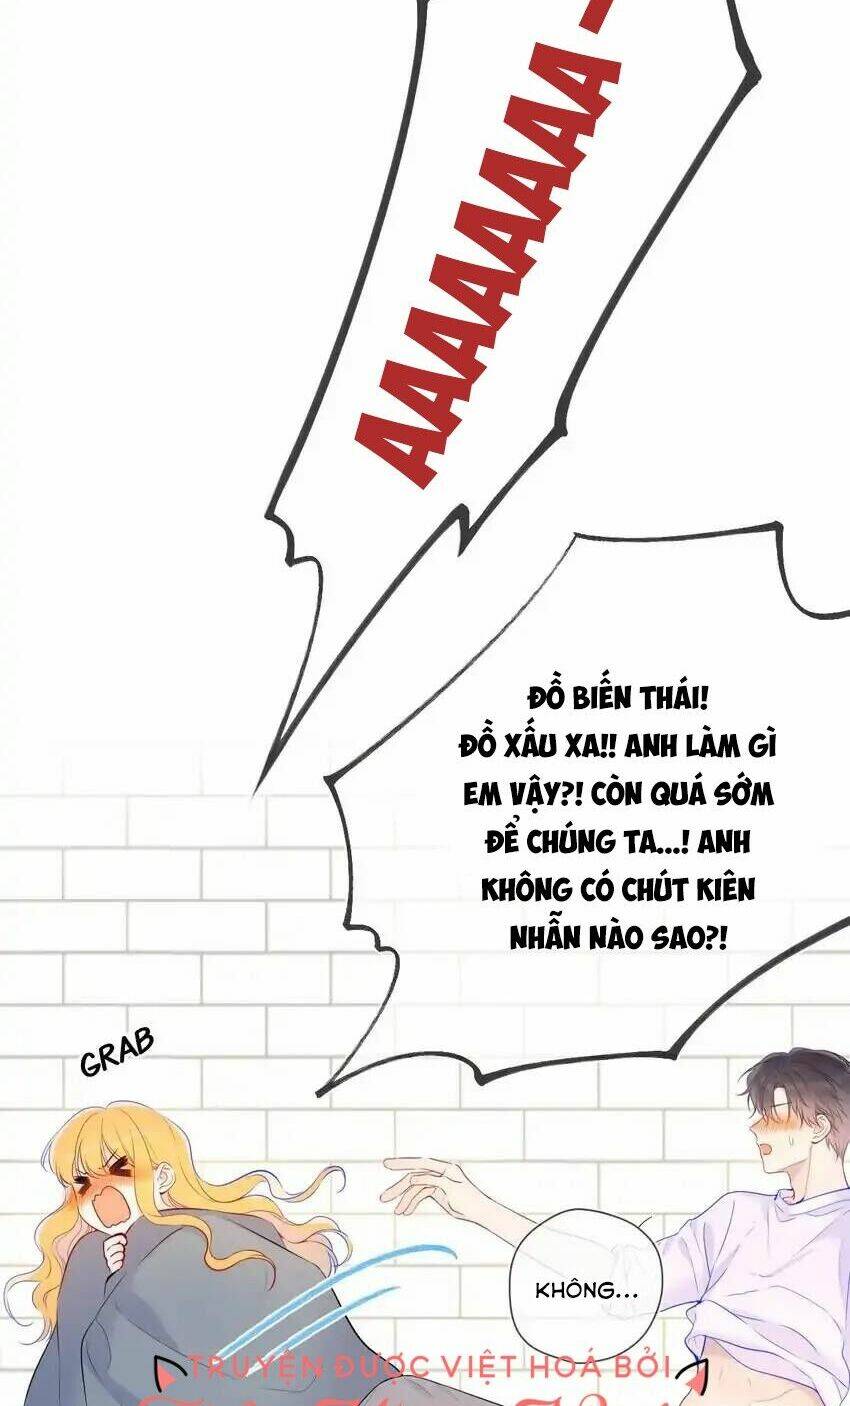 AAAAAAAA-
ĐỒ BIẾN THÁI!
ĐỒ XẤU XA!! ANH LÀM GÌ
EM VẬY?! CÒN QUÁ SỚM
ĐỂ CHÚNG TA...! ANH
KHÔNG CÓ CHÚT KIÊN
NHẪN NÀO SAO?!
GRAB
KHÔNG...
TRUYỆN ĐƯỢC VIỆT HOÁ BỞI